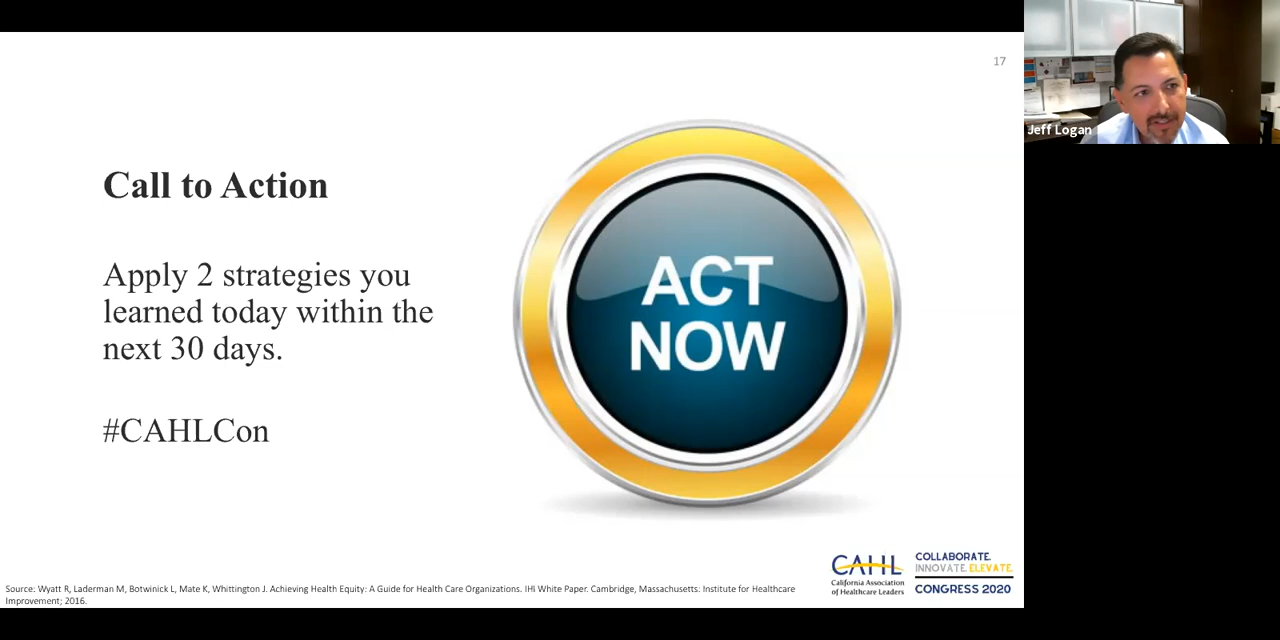 17
Jeff Logan
Call to Action
Apply 2 strategies you
learned today within the
next 30 days.
#CAHLCon
ACT
NOW
CAHL
California Association
of Healthcare Leaders
COLLABORATE.
INNOVATE. ELEVATE.
CONGRESS 2020
Source: Wyatt R, Laderman M, Botwinick L, Mate K, Whittington J. Achieving Health Equity: A Guide for Health Care Organizations. IHI White Paper. Cambridge, Massachusetts: Institute for Healthcare
Improvement; 2016.